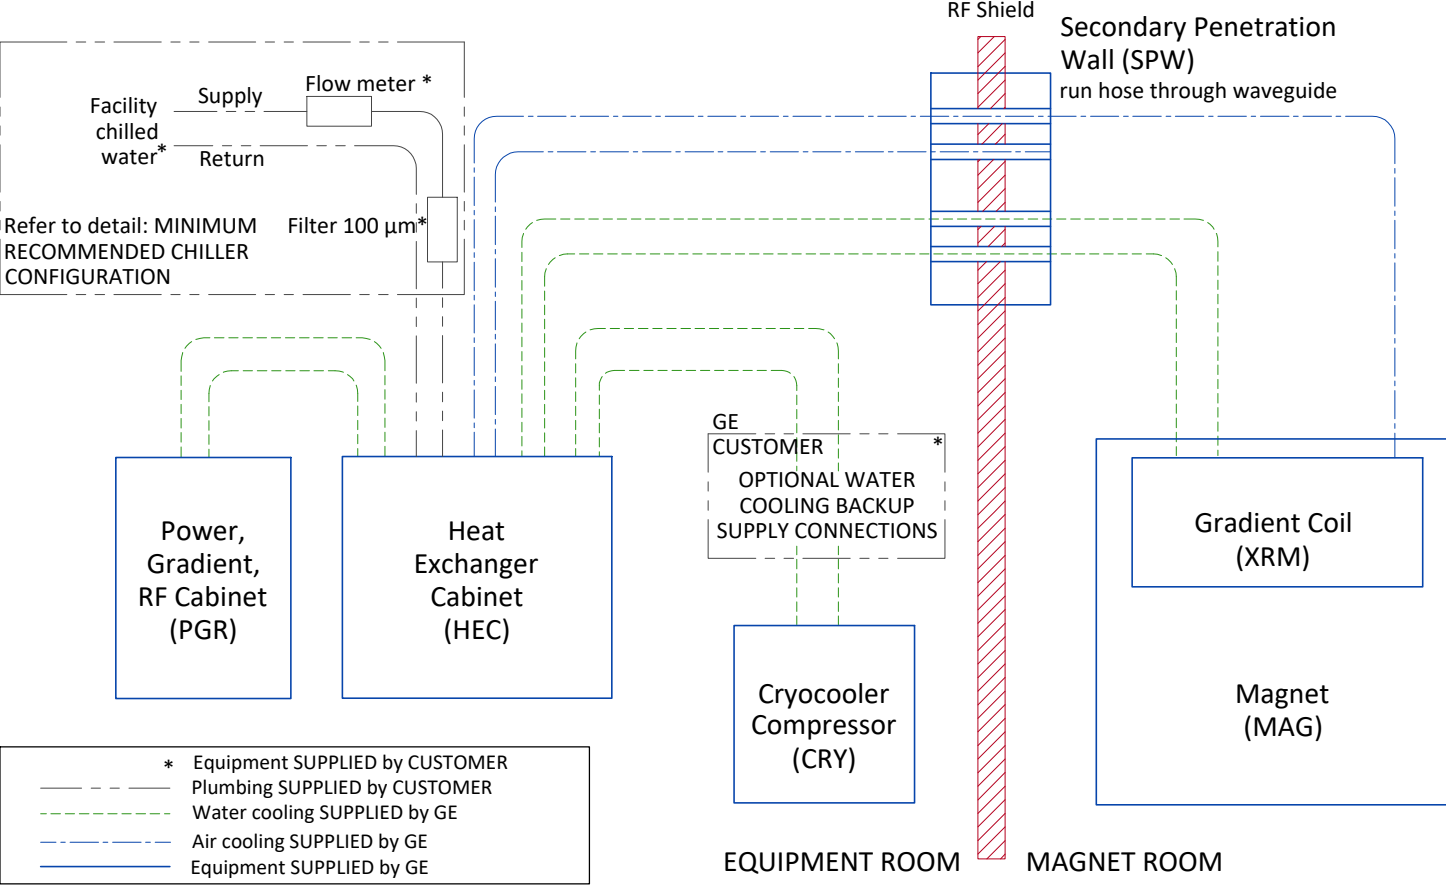 RF Shield
Secondary Penetration
Wall (SPW)
run hose through waveguide
Flow meter *
Supply
Facility
chilled
water*
Return
Refer to detail: MINIMUM
RECOMMENDED CHILLER
CONFIGURATION
Filter 100 µm*
GE
CUSTOMER
*
OPTIONAL WATER
COOLING BACKUP
SUPPLY CONNECTIONS
Power,
Gradient,
RF Cabinet
(PGR)
Heat
Exchanger
Cabinet
(HEC)
Gradient Coil
(XRM)
Cryocooler
Compressor
(CRY)
Magnet
(MAG)
* Equipment SUPPLIED by CUSTOMER
Plumbing SUPPLIED by CUSTOMER
Water cooling SUPPLIED by GE
Air cooling SUPPLIED by GE
Equipment SUPPLIED by GE
EQUIPMENT ROOM
MAGNET ROOM